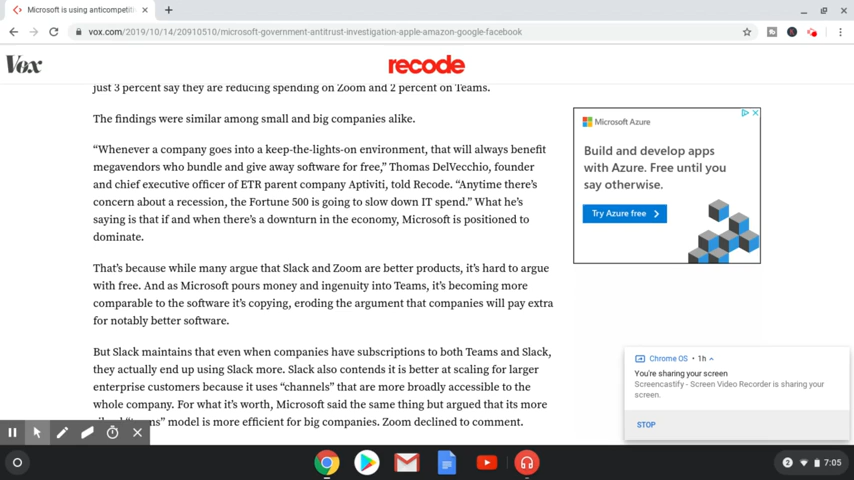 Microsoft is using anticompetiti
vox.com/2019/10/14/20910510/microsoft-government-antitrust-investigation-apple-amazon-google-facebook
Vox
recode
just 3 percent say they are reducing spending on Zoom and 2 percent on Teams.
The findings were similar among small and big companies alike.
“Whenever a company goes into a keep-the-lights-on environment, that will always benefit
megavendors who bundle and give away software for free,” Thomas DelVecchio, founder
and chief executive officer of ETR parent company Aptiviti, told Recode. “Anytime there’s
concern about a recession, the Fortune 500 is going to slow down IT spend.” What he’s
saying is that if and when there’s a downturn in the economy, Microsoft is positioned to
dominate.
That’s because while many argue that Slack and Zoom are better products, it’s hard to argue
with free. And as Microsoft pours money and ingenuity into Teams, it’s becoming more
comparable to the software it’s copying, eroding the argument that companies will pay extra
for notably better software.
But Slack maintains that even when companies have subscriptions to both Teams and Slack,
they actually end up using Slack more. Slack also contends it is better at scaling for larger
enterprise customers because it uses “channels” that are more broadly accessible to the
whole company. For what it’s worth, Microsoft said the same thing but argued that its more
model is more efficient for big companies. Zoom declined to comment.
Microsoft Azure
Build and develop apps
with Azure. Free until you
say otherwise.
Try Azure free
Chrome OS • 1h
You're sharing your screen
Screencastify - Screen Video Recorder is sharing your
screen.
STOP
2
7:05